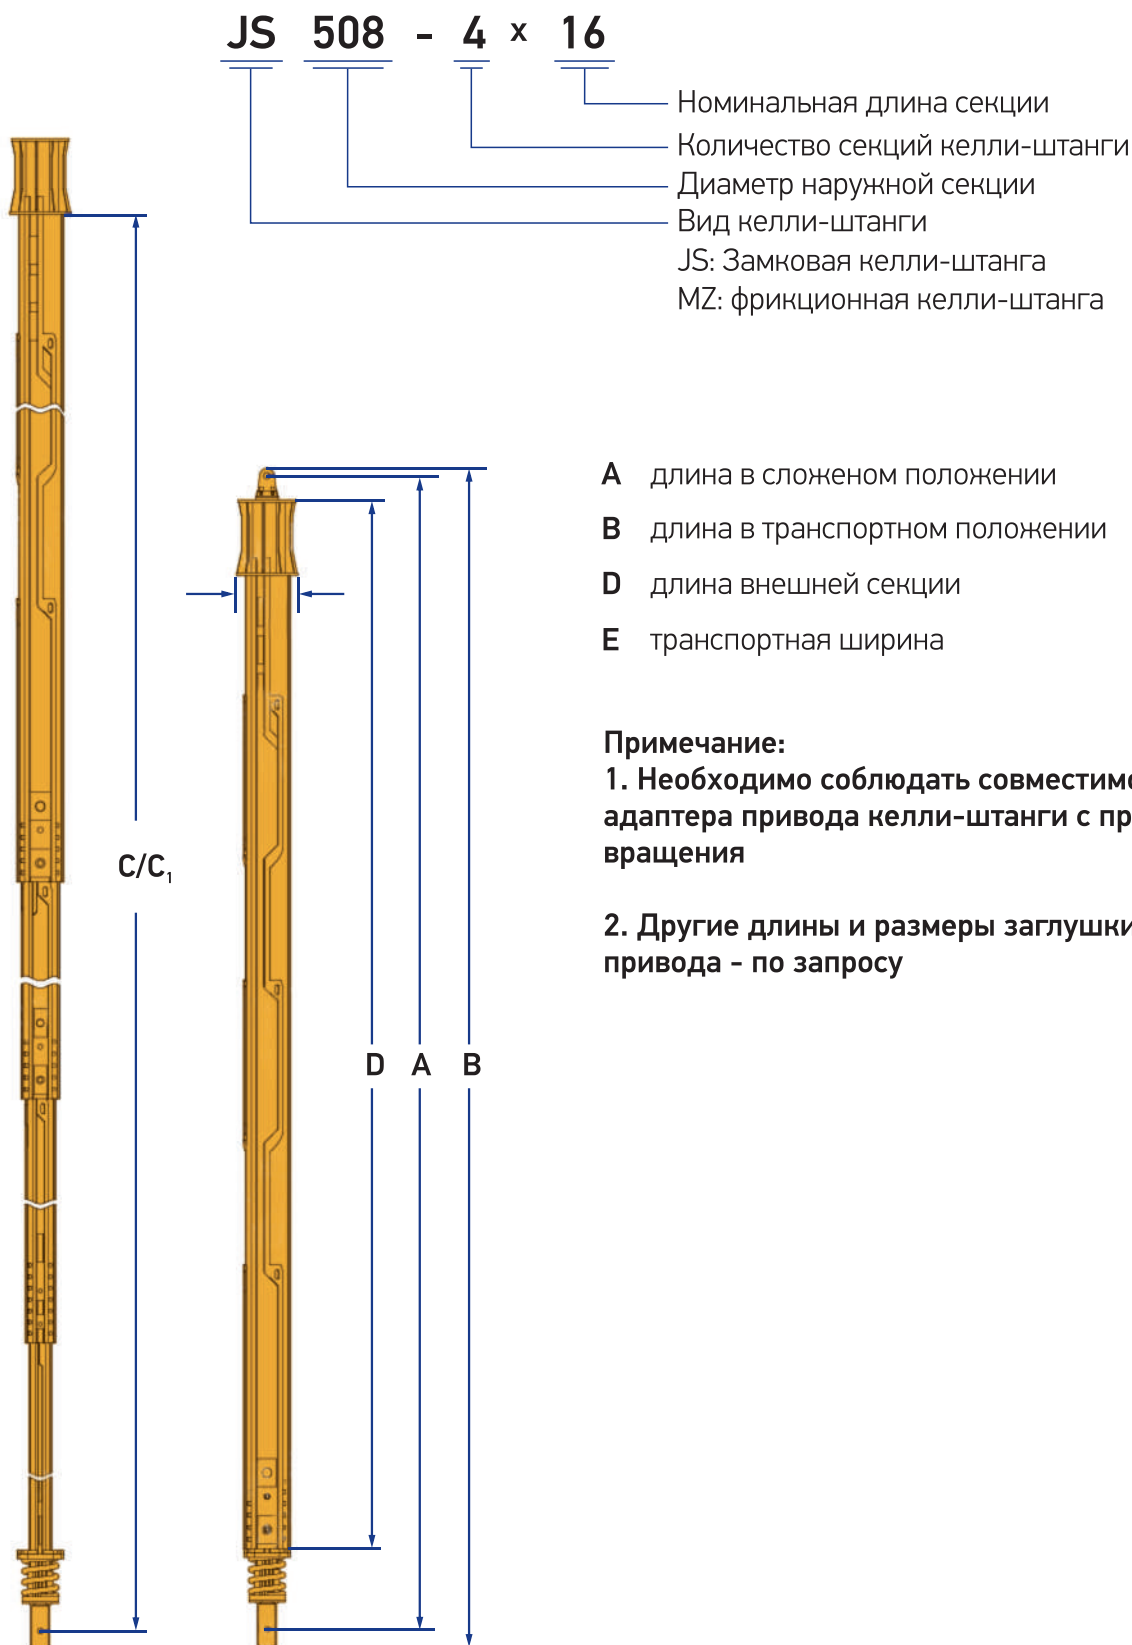 JS 508 - 4 x 16
Номинальная длина секции
Количество секций келли-штанги
Диаметр наружной секции
Вид келли-штанги
JS: Замковая келли-штанга
MZ: фрикционная келли-штанга
A длина в сложеном положении
B длина в транспортном положении
D длина внешней секции
E транспортная ширина
Примечание:
1. Необходимо соблюдать
адаптера привода келли-штанги с
вращения
2. Другие длины и размеры заглушки
привода - по запросу
C/C₁
D A B